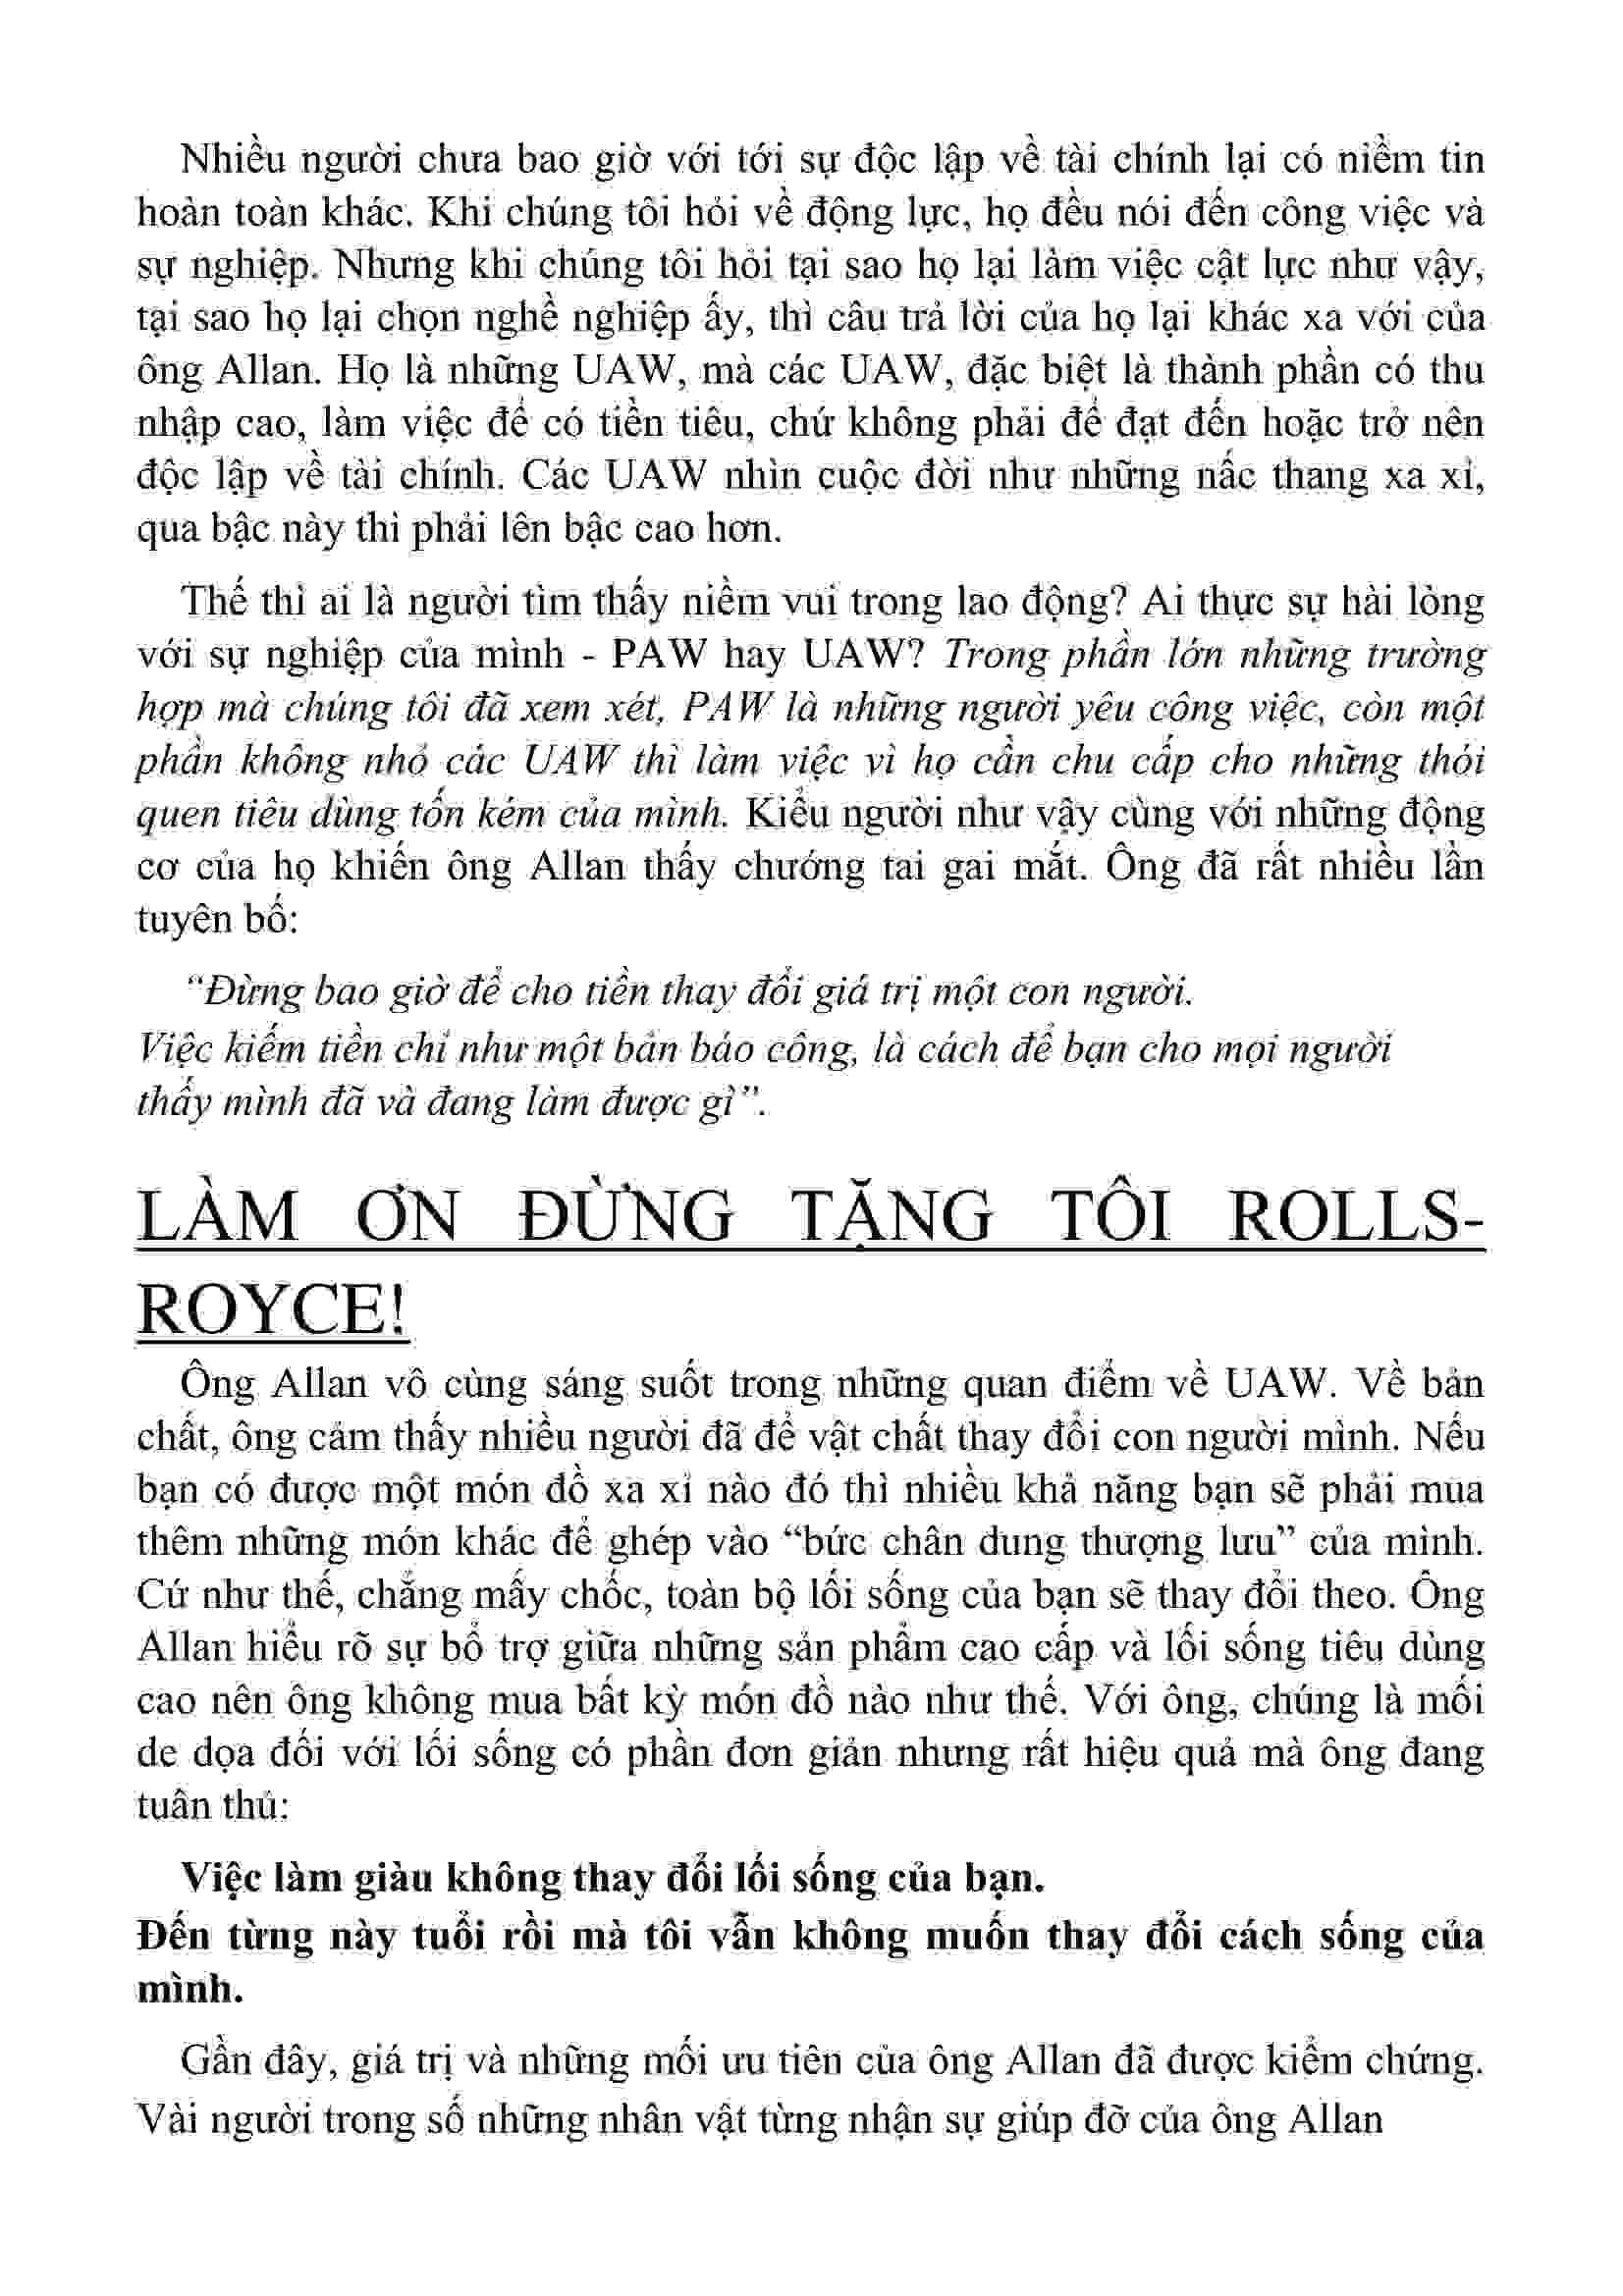 Nhiều người chưa bao giờ với tới sự độc lập về tài chính lại có niềm tin
hoàn toàn khác. Khi chúng tôi hỏi về động lực, họ đều nói đến công việc và
sự nghiệp. Nhưng khi chúng tôi hỏi tại sao họ lại làm việc cật lực như vậy,
tại sao họ lại chọn nghề nghiệp ấy, thì câu trả lời của họ lại khác xa với của
ông Allan. Họ là những UAW, mà các UAW, đặc biệt là thành phần có thu
nhập cao, làm việc để có tiền tiêu, chứ không phải để đạt đến hoặc trở nên
độc lập về tài chính. Các UAW nhìn cuộc đời như những nấc thang xa xỉ,
qua bậc này thì phải lên bậc cao hơn.
Thế thì ai là người tìm thấy niềm vui trong lao động? Ai thực sự hài lòng
với sự nghiệp của mình - PAW hay UAW? Trong phần lớn những trường
hợp mà chúng tôi đã xem xét, PAW là những người yêu công việc, còn một
phần không nhỏ các UAW thì làm việc vì họ cần chu cấp cho những thói
quen tiêu dùng tốn kém của mình. Kiểu người như vậy cùng với những động
cơ của họ khiến ông Allan thấy chướng tai gai mắt. Ông đã rất nhiều lần
tuyên bố:
“Đừng bao giờ để cho tiền thay đổi giá trị một con người.
Việc kiếm tiền chỉ như một bản báo công, là cách để bạn cho mọi người
thấy mình đã và đang làm được gì”.
LÀM ƠN ĐỪNG TẶNG TÔI ROLLS-
ROYCE!
Ông Allan vô cùng sáng suốt trong những quan điểm về UAW. Về bản
chất, ông cảm thấy nhiều người đã để vật chất thay đổi con người mình. Nếu
bạn có được một món đồ xa xỉ nào đó thì nhiều khả năng bạn sẽ phải mua
thêm những món khác để ghép vào “bức chân dung thượng lưu” của mình.
Cứ như thế, chẳng mấy chốc, toàn bộ lối sống của bạn sẽ thay đổi theo. Ông
Allan hiểu rõ sự bổ trợ giữa những sản phẩm cao cấp và lối sống tiêu dùng
cao nên ông không mua bất kỳ món đồ nào như thế. Với ông, chúng là mối
de dọa đối với lối sống có phần đơn giản nhưng rất hiệu quả mà ông đang
tuân thủ:
Việc làm giàu không thay đổi lối sống của bạn.
Đến từng này tuổi rồi mà tôi vẫn không muốn thay đổi cách sống của
mình.
Gần đây, giá trị và những mối ưu tiên của ông Allan đã được kiểm chứng.
Vài người trong số những nhân vật từng nhận sự giúp đỡ của ông Allan